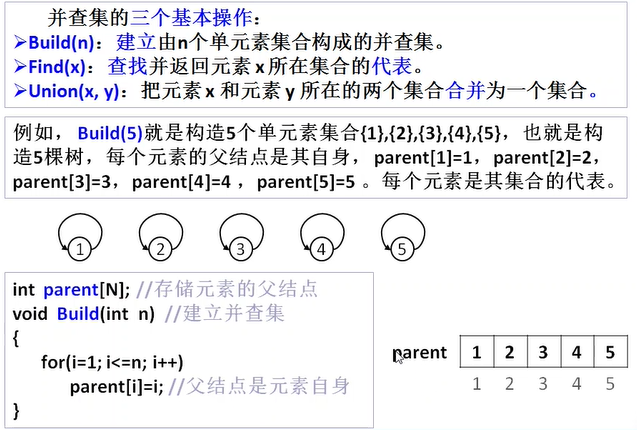 并查集的三个基本操作：
➢Build(n)：建立由n个单元素集合构成的并查集。
➢Find(x)：查找并返回元素 x 所在集合的代表。
➢Union(x, y)：把元素 x 和元素 y 所在的两个集合合并为一个集合。
例如，Build(5)就是构造5个单元素集合{1},{2},{3},{4},{5}，也就是构
造5棵树，每个元素的父结点是其自身，parent[1]=1，parent[2]=2，
parent[3]=3，parent[4]=4 ，parent[5]=5 。每个元素是其集合的代表。
1 2 3 4 5
int parent[N]; //存储元素的父结点
void Build(int n) //建立并查集
{
for(i=1; i<=n; i++)
parent[i]=i; //父结点是元素自身
}
parent 1 2 3 4 5
1 2 3 4 5